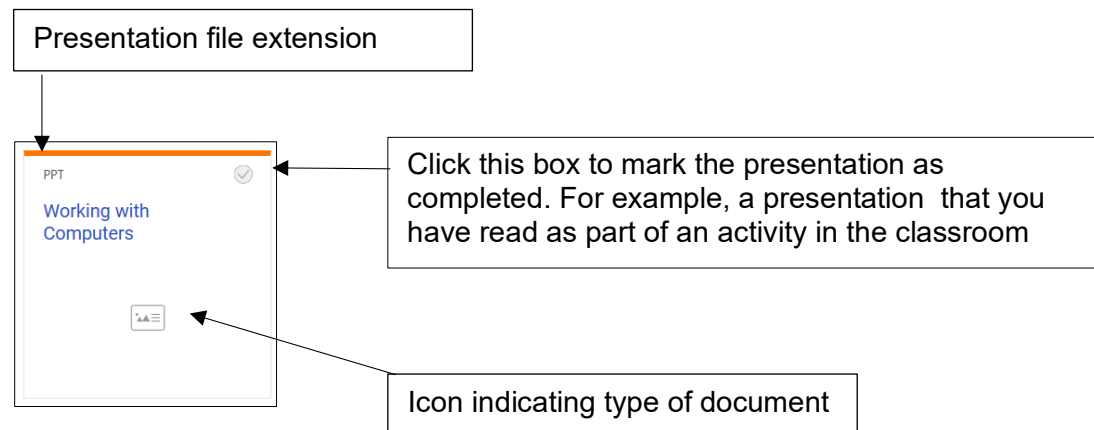 Presentation file extension
PPT
Working with
Computers
Click this box to mark the presentation as
completed. For example, a presentation  that you
have read as part of an activity in the classroom
Icon indicating type of document